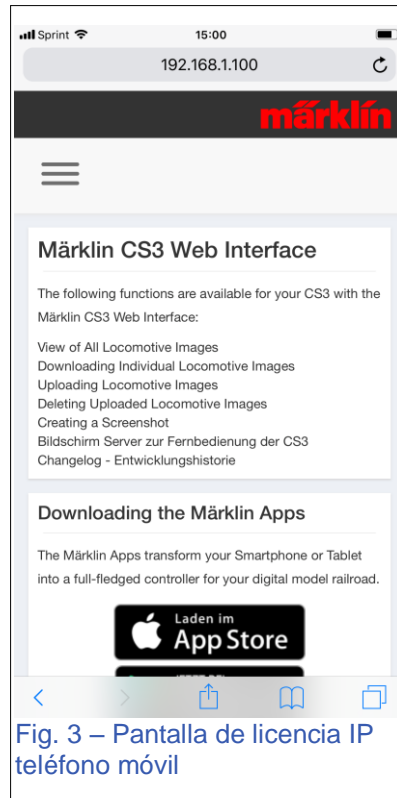 Sprint 15:00
192.168.1.100
märklin
Märklin CS3 Web Interface
The following functions are available for your CS3 with the
Märklin CS3 Web Interface:
View of All Locomotive Images
Downloading Individual Locomotive Images
Uploading Locomotive Images
Deleting Uploaded Locomotive Images
Creating a Screenshot
Bildschirm Server zur Fernbedienung der CS3
Changelog - Entwicklungshistorie
Downloading the Märklin Apps
The Märklin Apps transform your Smartphone or Tablet
into a full-fledged controller for your digital model railroad.
Laden im
App Store
Fig. 3 – Pantalla de licencia IP
teléfono móvil